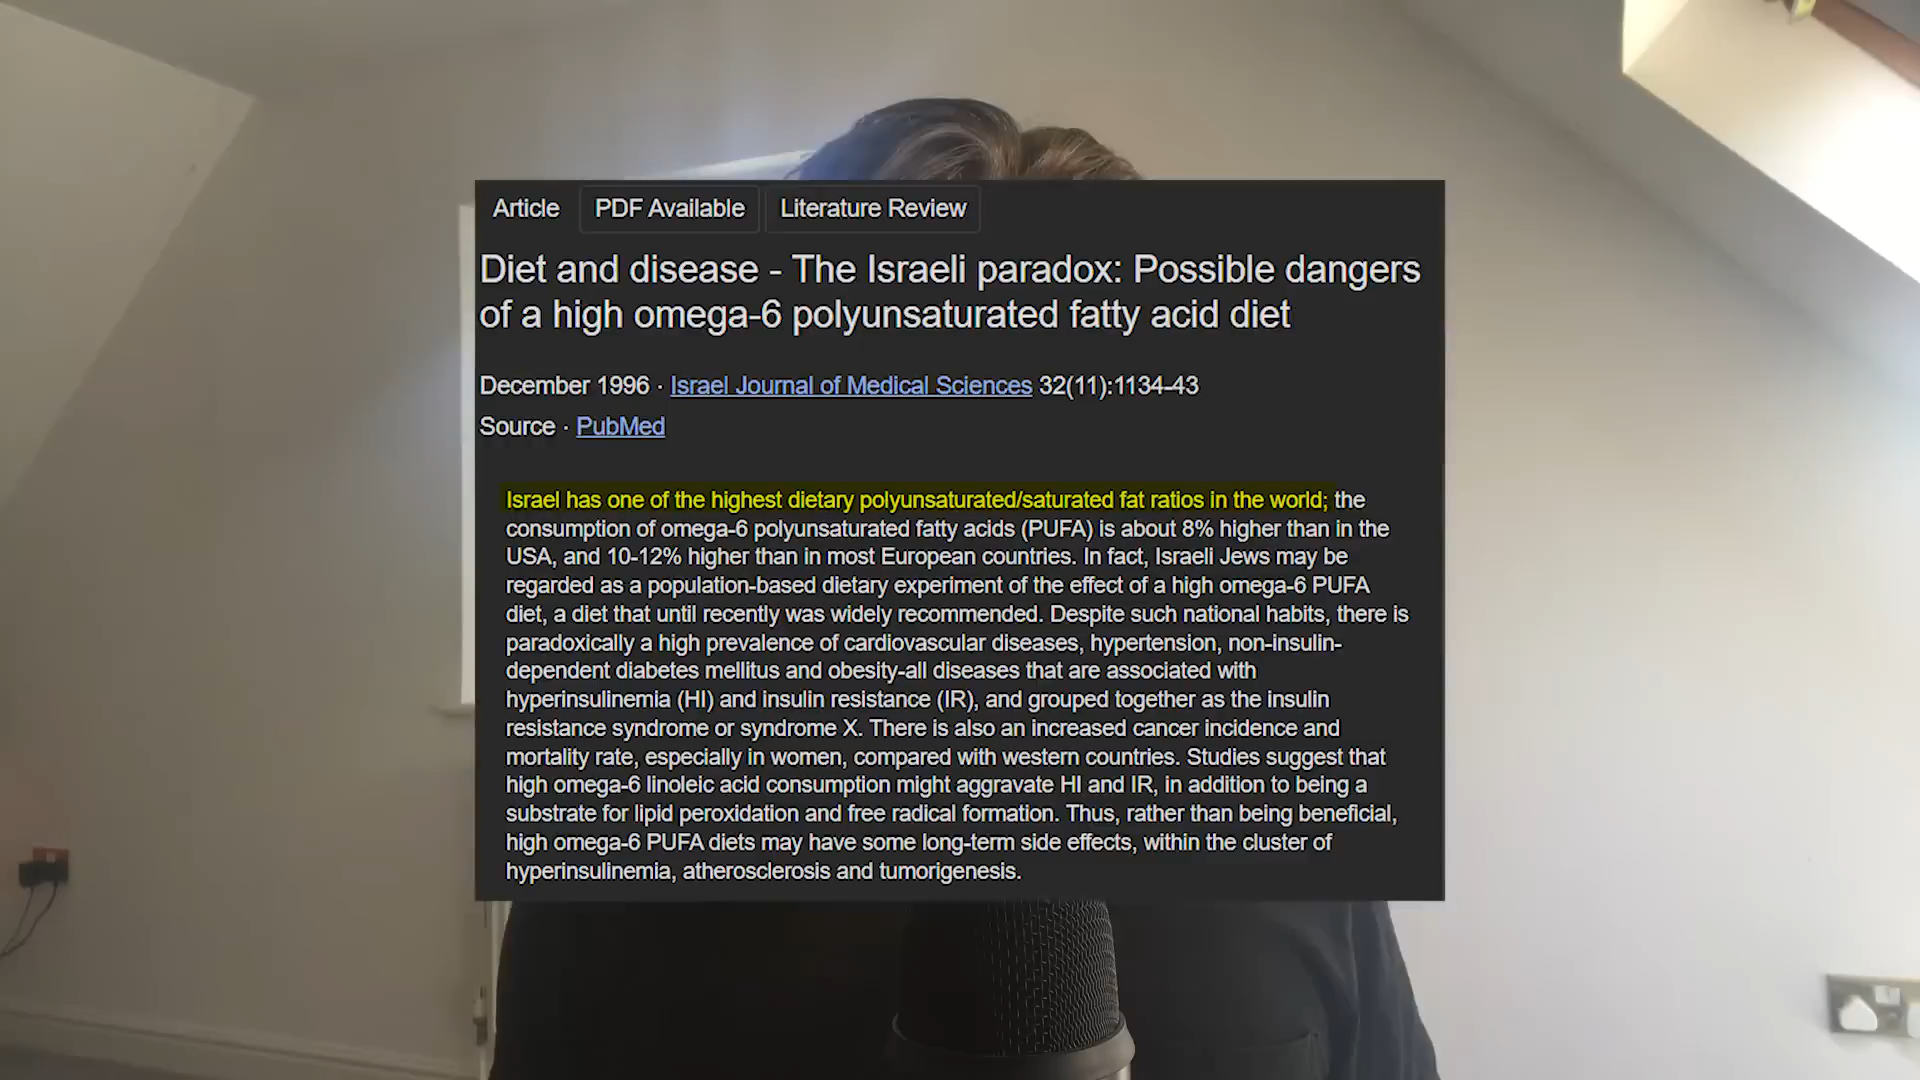 Article PDF Available Literature Review
Diet and disease - The Israeli paradox: Possible dangers
of a high omega-6 polyunsaturated fatty acid diet
December 1996 · Israel Journal of Medical Sciences 32(11):1134-43
Source · PubMed
Israel has one of the highest dietary polyunsaturated/saturated fat ratios in the world; the
consumption of omega-6 polyunsaturated fatty acids (PUFA) is about 8% higher than in the
USA, and 10-12% higher than in most European countries. In fact, Israeli Jews may be
regarded as a population-based dietary experiment of the effect of a high omega-6 PUFA
diet, a diet that until recently was widely recommended. Despite such national habits, there is
paradoxically a high prevalence of cardiovascular diseases, hypertension, non-insulin-
dependent diabetes mellitus and obesity-all diseases that are associated with
hyperinsulinemia (HI) and insulin resistance (IR), and grouped together as the insulin
resistance syndrome or syndrome X. There is also an increased cancer incidence and
mortality rate, especially in women, compared with western countries. Studies suggest that
high omega-6 linoleic acid consumption might aggravate HI and IR, in addition to being a
substrate for lipid peroxidation and free radical formation. Thus, rather than being beneficial,
high omega-6 PUFA diets may have some long-term side effects, within the cluster of
hyperinsulinemia, atherosclerosis and tumorigenesis.